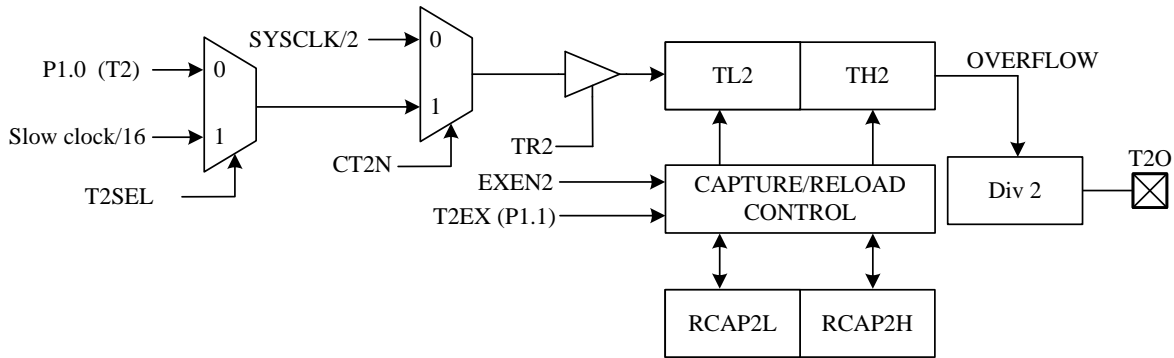 SYSCLK/2
0
P1.0 (T2)
0
OVERFLOW
TL2
TH2
1
Slow clock/16
1
TR2
CT2N
T2SEL
EXEN2
T2EX (P1.1)
CAPTURE/RELOAD
CONTROL
Div 2
T2O
RCAP2L
RCAP2H